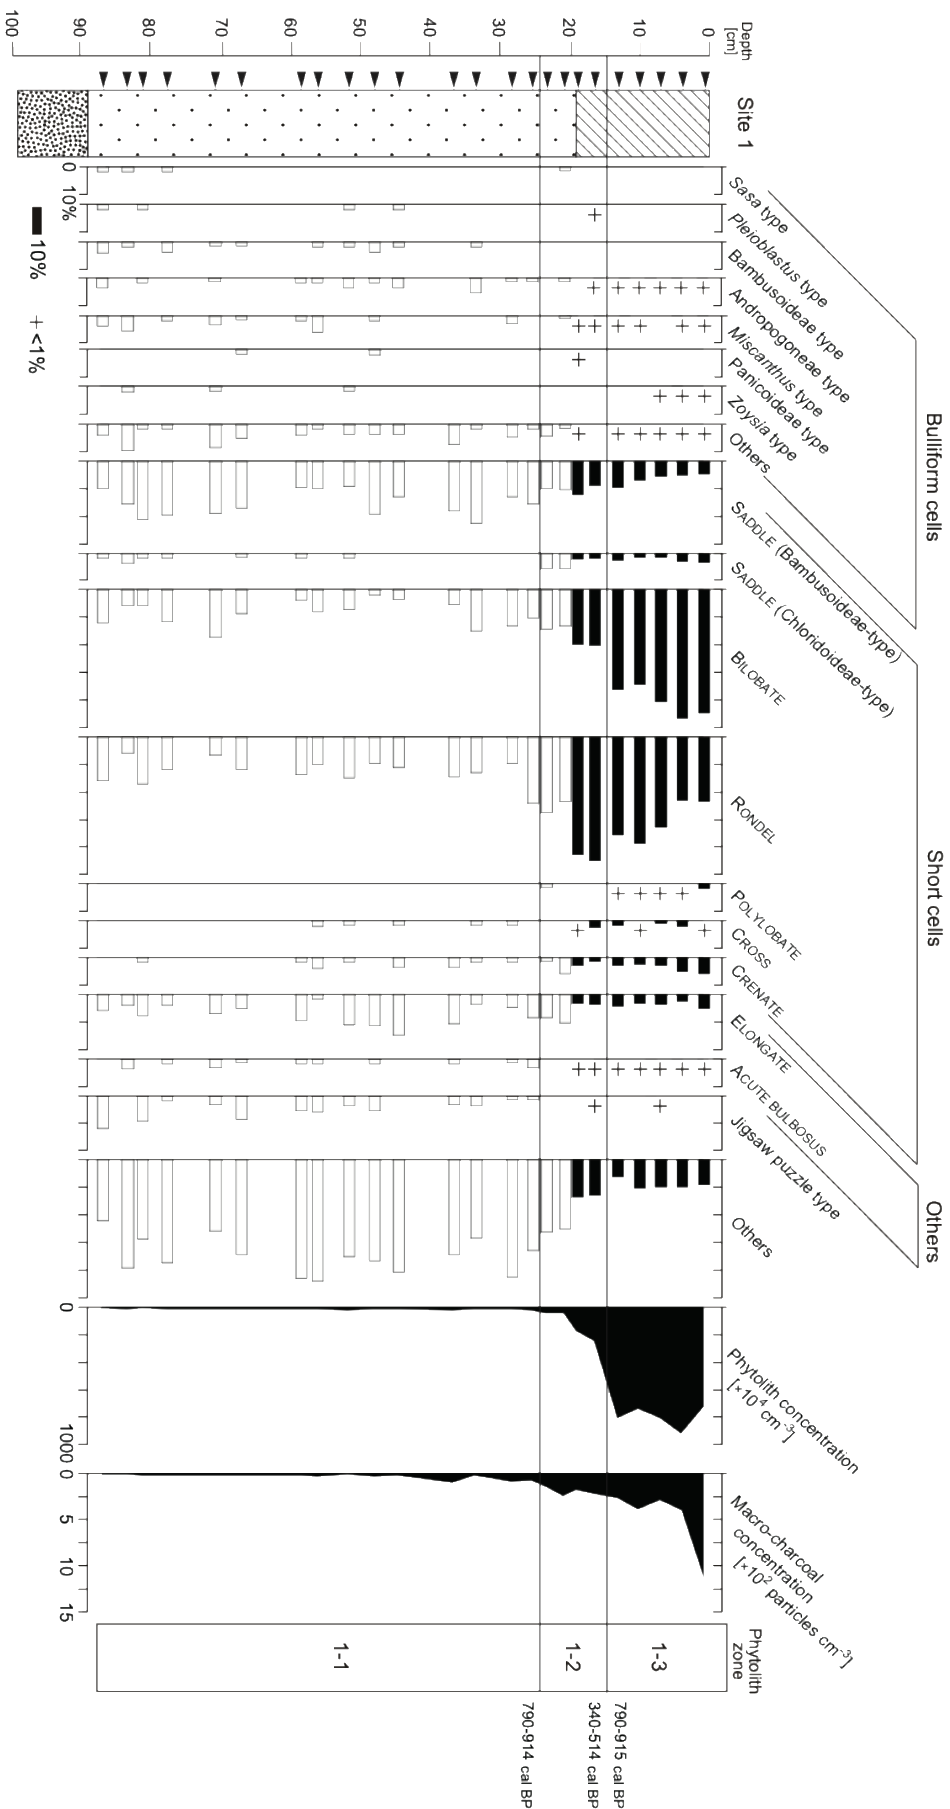 Depth
[cm]
0
10
20
30
40
50
60
70
80
90
100
Site 1
Bulliform cells
Sasa type
Pleioblastus type
Bambusoideae type
Andropogoneae type
Miscanthus type
Panicoideae type
Zoysia type
Others
Short cells
SADDLE (Bambusoideae-type)
SADDLE (Chloridoideae-type)
BILOBATE
RONDEL
POLYLOBATE
CROSS
CRENATE
Others
ELONGATE
ACUTE BULBOSUS
Jigsaw puzzle type
Others
Phytolith concentration
[×10⁴ cm⁻³]
Macro-charcoal
concentration
[×10² particles cm⁻³]
Phytolith
zone
1-3
1-2
1-1
790-915 cal BP
340-514 cal BP
790-914 cal BP
0 10%
0 1000
0 5 10 15
10% + <1%